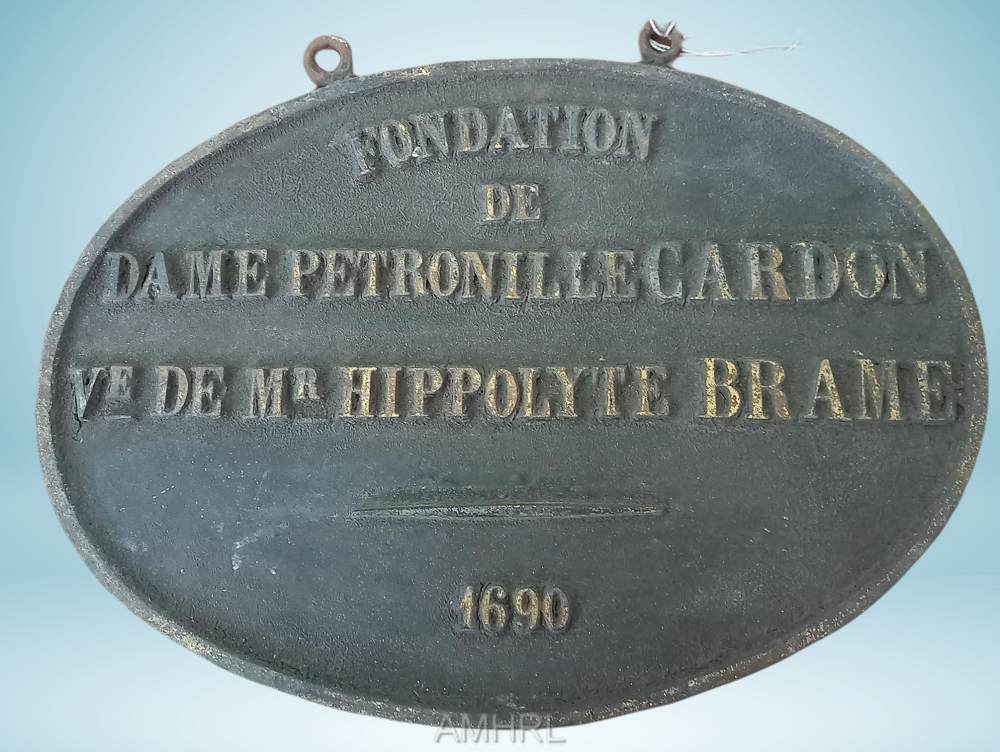 FONDATION
DE
DAME PETRONILLE CARDON
VE DE MR HIPPOLYTE BRAME
1690
AMHRL